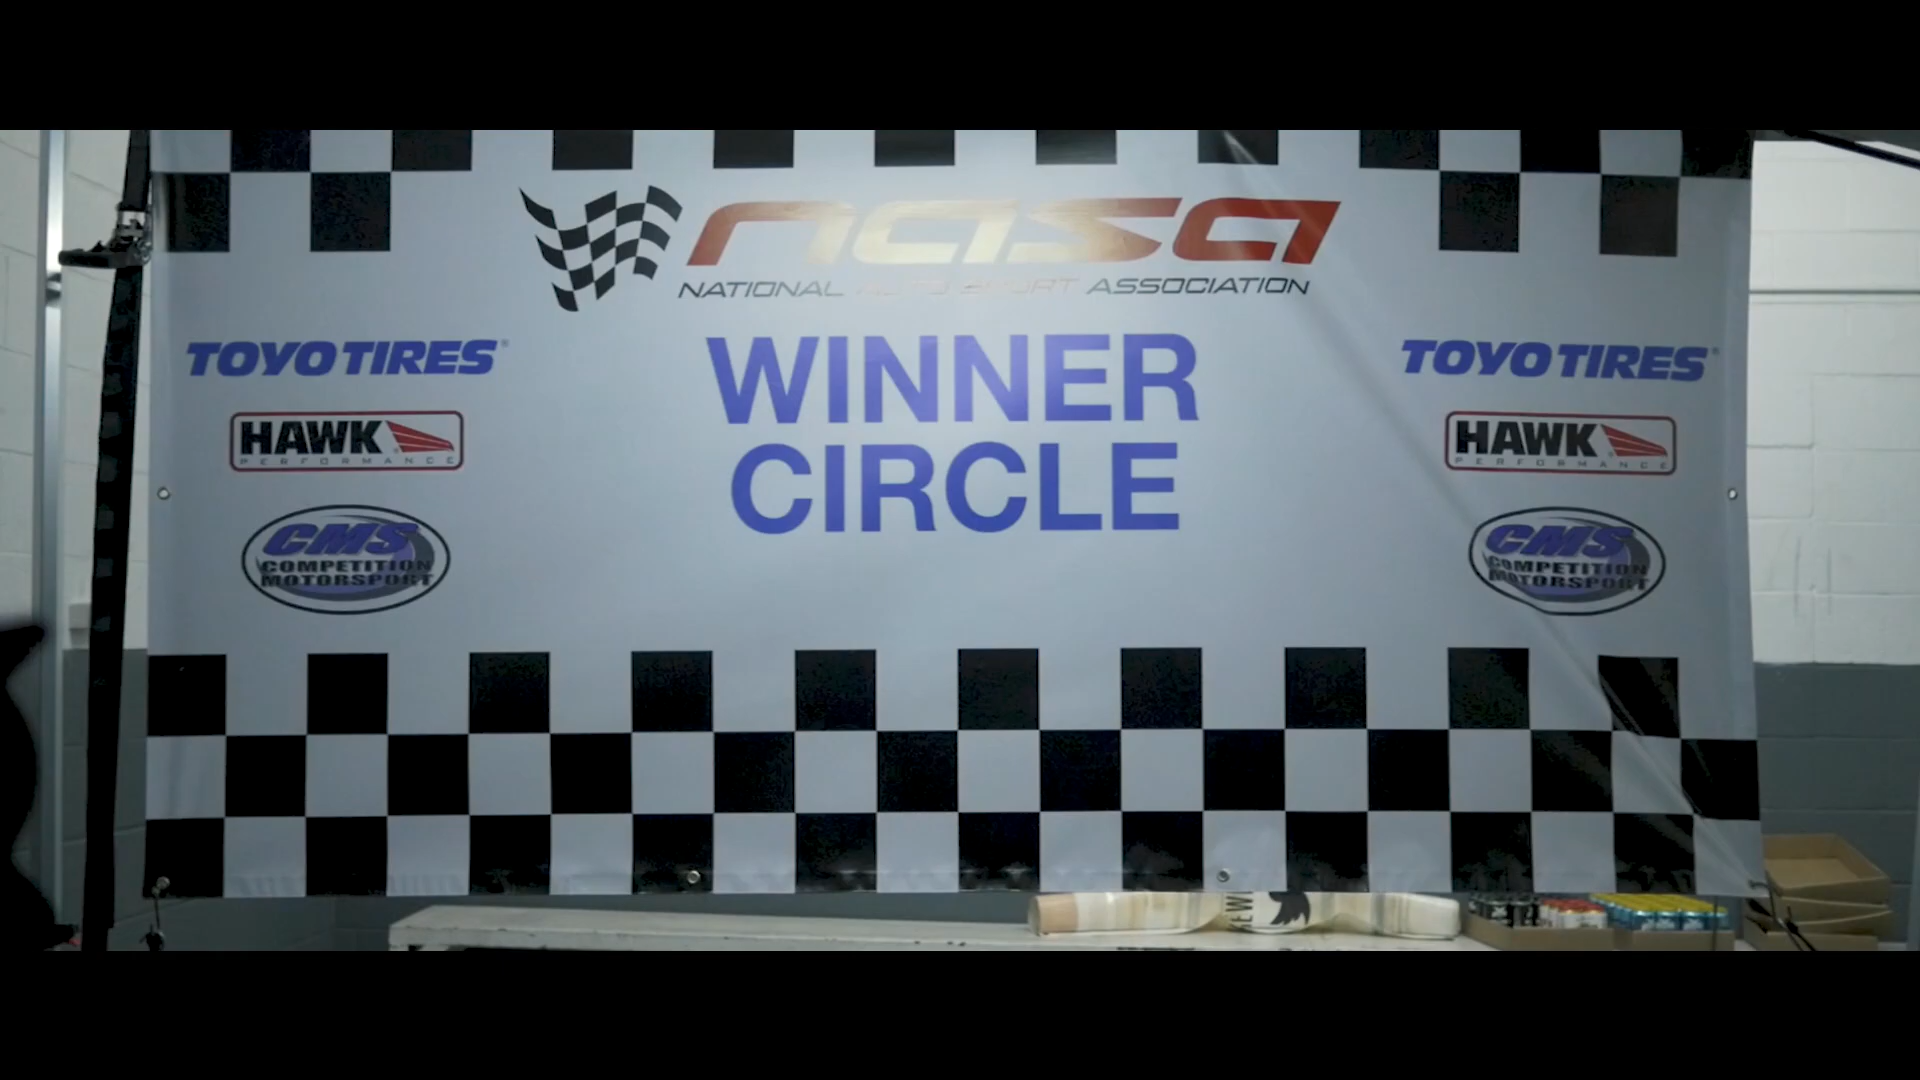 nasa
NATIONAL AUTO SPORT ASSOCIATION
WINNER
CIRCLE
TOYO TIRES®
HAWK
PERFORMANCE
CMS
COMPETITION
MOTORSPORT
TOYO TIRES®
HAWK
PERFORMANCE
CMS
COMPETITION
MOTORSPORT